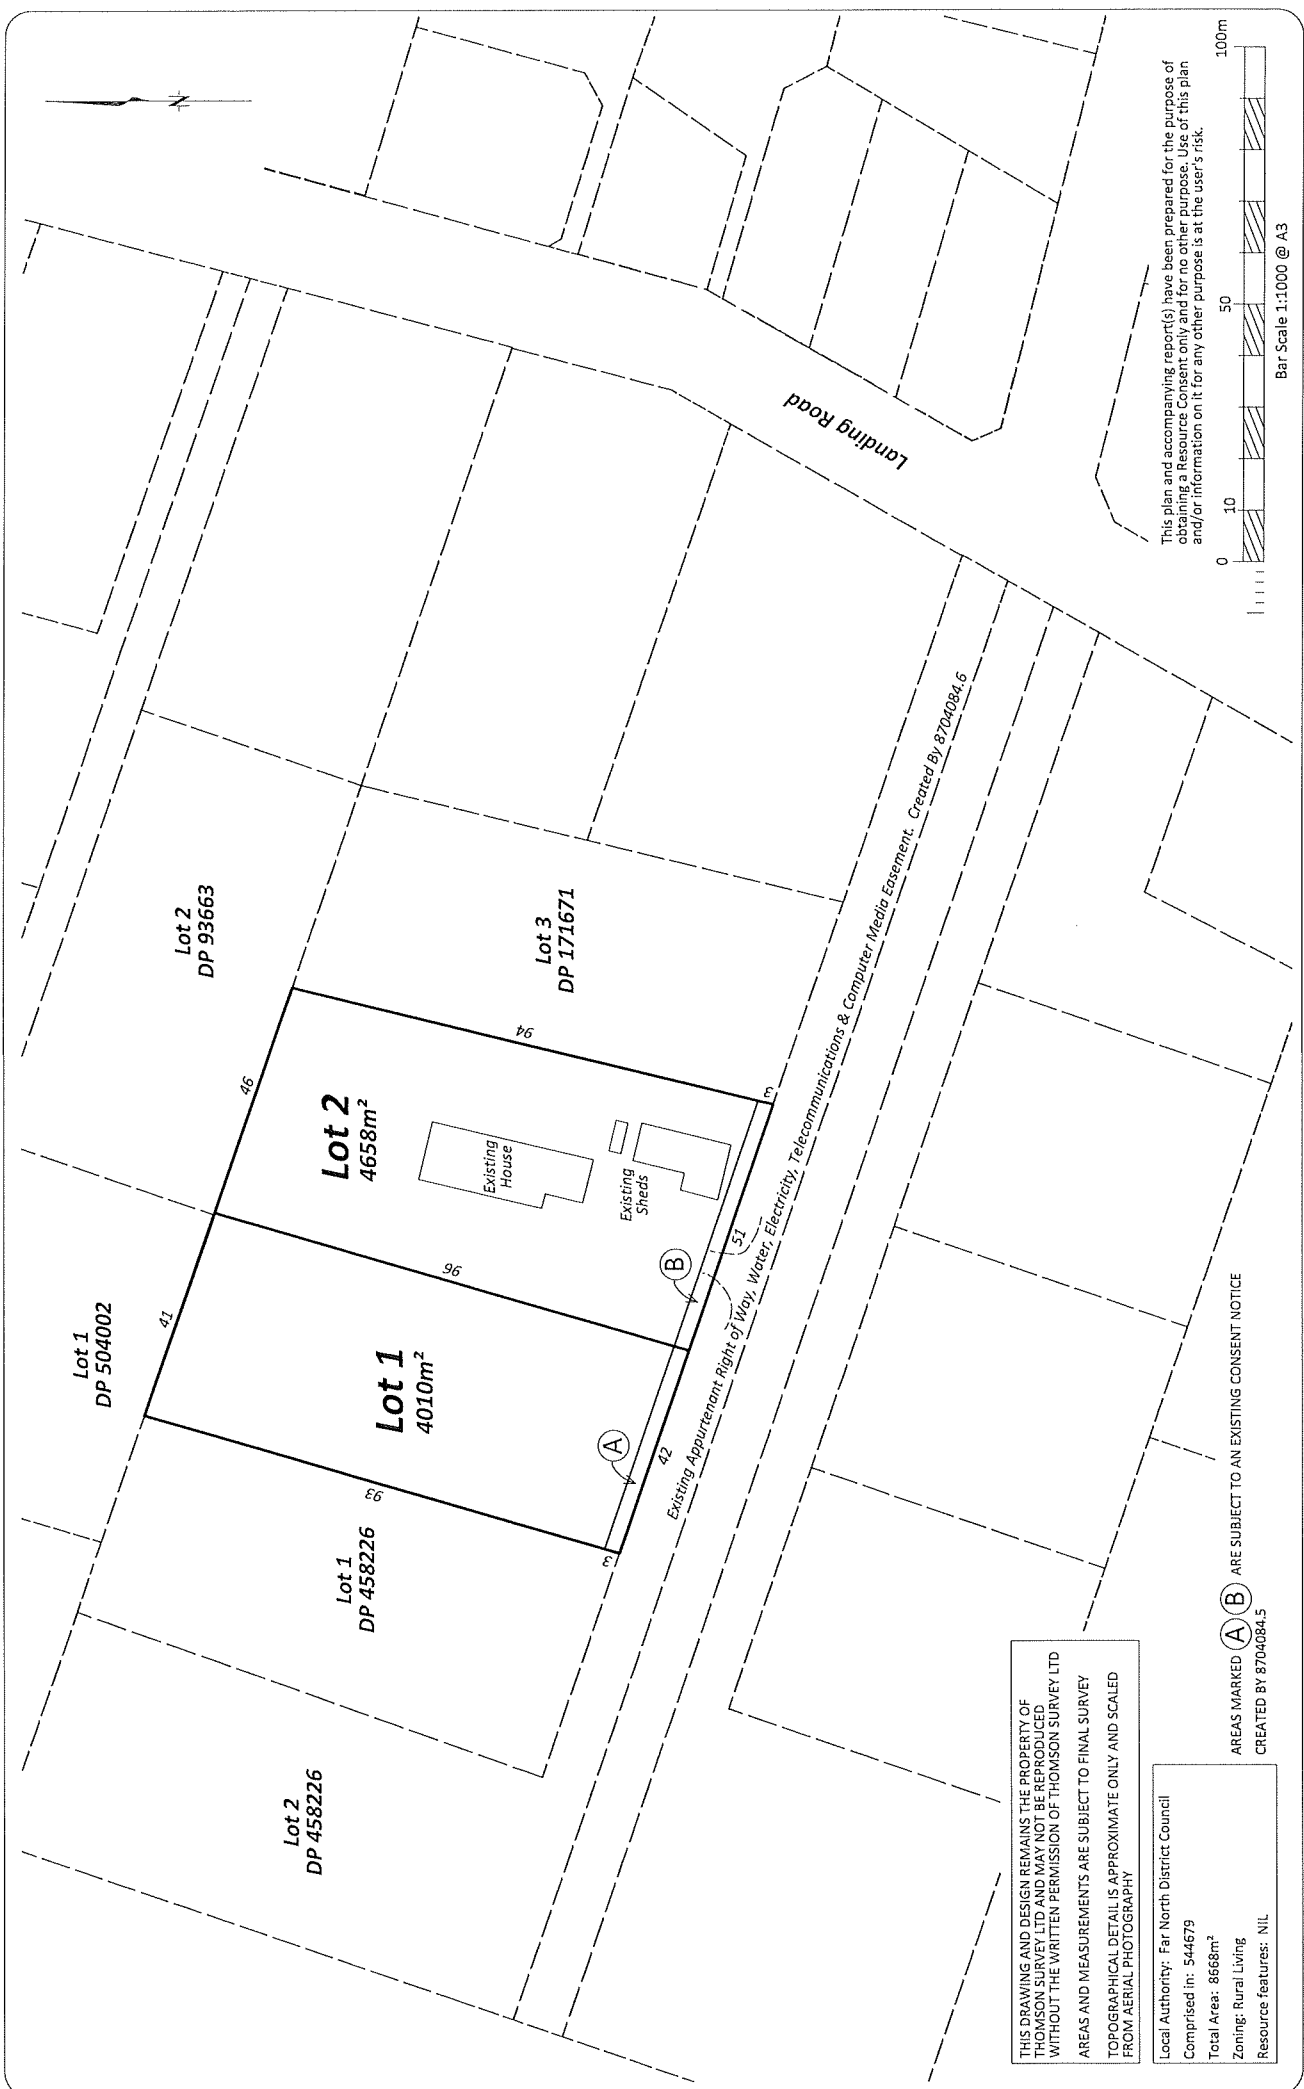 N
Lot 1
DP 504002
Lot 2
DP 93663
41
46
Lot 2
DP 458226
Lot 1
DP 458226
93
Lot 1
4010m²
96
Lot 2
4658m²
94
Existing
House
Existing
Sheds
Lot 3
DP 171671
A
B
3
42
51
3
Existing Appurtenant Right of Way, Water, Electricity, Telecommunications & Computer Media Easement. Created By 8704084.6
Landing Road
THIS DRAWING AND DESIGN REMAINS THE PROPERTY OF
THOMSON SURVEY LTD AND MAY NOT BE REPRODUCED
WITHOUT THE WRITTEN PERMISSION OF THOMSON SURVEY LTD
AREAS AND MEASUREMENTS ARE SUBJECT TO FINAL SURVEY
TOPOGRAPHICAL DETAIL IS APPROXIMATE ONLY AND SCALED
FROM AERIAL PHOTOGRAPHY
Local Authority: Far North District Council
Comprised in: 544679
Total Area: 8668m²
Zoning: Rural Living
Resource features: NIL
AREAS MARKED A B ARE SUBJECT TO AN EXISTING CONSENT NOTICE
CREATED BY 8704084.5
This plan and accompanying report(s) have been prepared for the purpose of
obtaining a Resource Consent only and for no other purpose. Use of this plan
and/or information on it for any other purpose is at the user's risk.
0 10 50 100m
Bar Scale 1:1000 @ A3